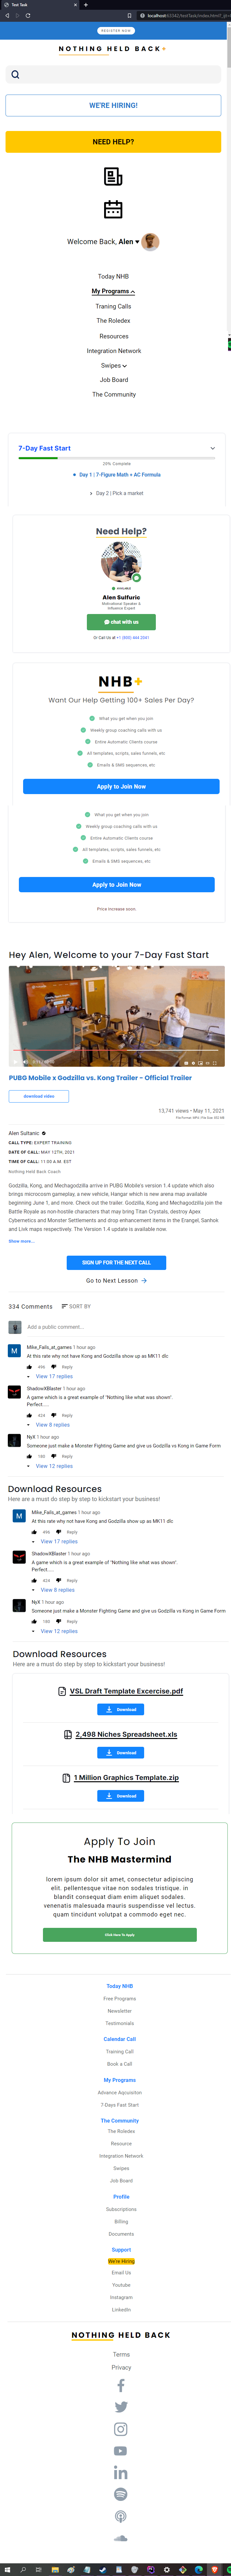 Test Task
REGISTER NOW
NOTHING HELD BACK+
WE'RE HIRING!
NEED HELP?
Welcome Back, Alen
Today NHB
My Programs
Traning Calls
The Roledex
Resources
Integration Network
Swipes
Job Board
The Community
7-Day Fast Start
20% Complete
Day 1 | 7-Figure Math + AC Formula
Day 2 | Pick a market
Need Help?
AVAILABLE
Alen Sulfuric
Motivational Speaker &
Influence Expert
chat with us
Or Call Us at
NHB+
Want Our Help Getting 100+ Sales Per Day?
What you get when you join
Weekly group coaching calls with us
Entire Automatic Clients course
All templates, scripts, sales funnels, etc
Emails & SMS sequences, etc
Apply to Join Now
What you get when you join
Weekly group coaching calls with us
Entire Automatic Clients course
All templates, scripts, sales funnels, etc
Emails & SMS sequences, etc
Apply to Join Now
Price Increase soon
Hey Alen, Welcome to your 7-Day Fast Start
PUBG Mobile x Godzilla vs. Kong Trailer - Official Trailer
download video
13,741 views • May 11, 2021
Alen Sultanic
CALL TYPE: EXPERT TRAINING
DATE OF CALL: MAY 12TH, 2021
TIME OF CALL: 11:00 A.M. EST
Nothing Held Back Coach
Godzilla, Kong, and Mechagodzilla arrive in PUBG Mobile's version 1.4 update which also
brings microcosm gameplay, a new vehicle, Hangar which is new arena map available
beginning June 1, and more. Check out the trailer. Godzilla, Kong and Mechagodzilla join the
Battle Royale as non-hostile characters that may bring Titan Crystals, destroy Apex
Cybernetics and Monster Settlements and drop enhancement items in the Erangel, Sanhok
and Link maps respectively. The Version 1.4 update is available now.
Show more...
SIGN UP FOR THE NEXT CALL
Go to Next Lesson
334 Comments
SORT BY
Add a public comment...
M
Mike_Fails_at_games 1 hour ago
At this rate why not have Kong and Godzilla show up as MK11 dlc
496
Reply
View 17 replies
ShadowXBlaster 1 hour ago
A game which is a great example of "Nothing like what was shown".
Perfect.....
424
Reply
View 8 replies
NyX 1 hour ago
Someone just make a Monster Fighting Game and give us Godzilla vs Kong in Game Form
180
Reply
View 12 replies
Download Resources
Here are a must do step by step to kickstart your business!
M
Mike_Fails_at_games 1 hour ago
At this rate why not have Kong and Godzilla show up as MK11 dlc
496
Reply
View 17 replies
ShadowXBlaster 1 hour ago
A game which is a great example of "Nothing like what was shown".
Perfect.....
424
Reply
View 8 replies
NyX 1 hour ago
Someone just make a Monster Fighting Game and give us Godzilla vs Kong in Game Form
180
Reply
View 12 replies
Download Resources
Here are a must do step by step to kickstart your business!
VSL Draft Template Excercise.pdf
Download
2,498 Niches Spreadsheet.xls
Download
1 Million Graphics Template.zip
Download
Apply To Join
The NHB Mastermind
lorem ipsum dolor sit amet, consectetur adipiscing
elit. pellentesque vitae non sodales tristique. in
blandit consequat diam enim amet sodales.
venenatis malesuada mauris suspendisse vel lectus.
quam tincidunt volutpat a commodo eget nec.
Click Here To Apply
Today NHB
Free Programs
Newsletter
Testimonials
Calendar Call
Training Call
Book a Call
My Programs
7-Days Fast Start
The Community
The Roledex
Resource
Integration Network
Swipes
Job Board
Profile
Subscriptions
Billing
Documents
Support
We're Hiring
Email Us
Youtube
Instagram
LinkedIn
NOTHING HELD BACK
Terms
Privacy